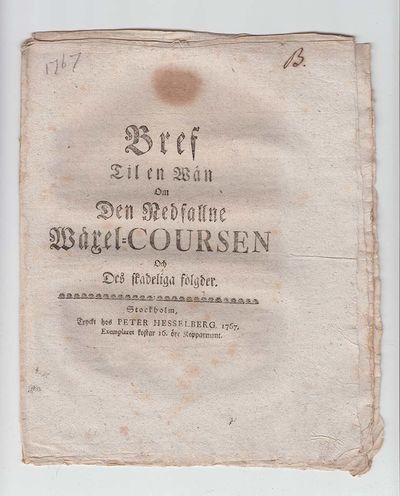 1767
B.
Bref
Til en Wän
Om
Den Nedfallne
Wäxel-COURSEN
Och
Des skadeliga folgder.
Stockholm,
Tryckt hos PETER HESSELBERG. 1767.
Exemplaret kostar 16. öre Kopparmynt.